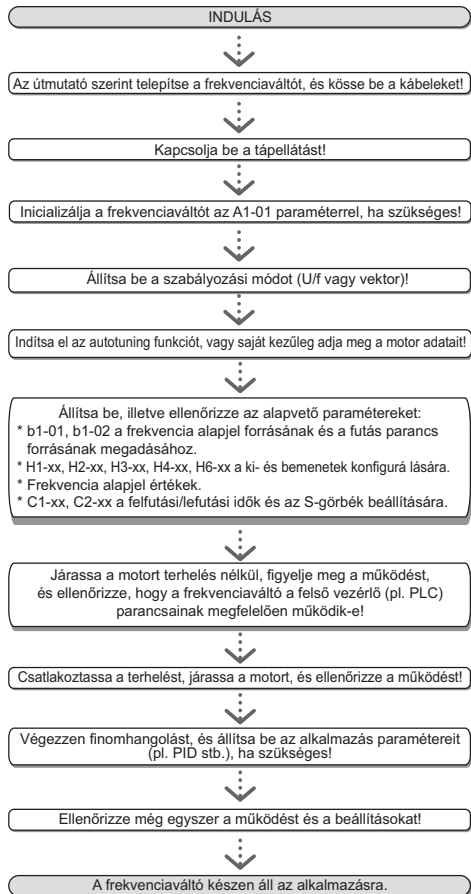 INDULÁS
Az útmutató szerint telepítse a frekvenciaváltót, és kösse be a kábeleket!
Kapcsolja be a tápellátást!
Inicializálja a frekvenciaváltót az A1-01 paraméterrel, ha szükséges!
Állítsa be a szabályozási módot (U/f vagy vektor)!
Indítsa el az autotuning funkciót, vagy saját kezűleg adja meg a motor adatait!
Állítsa be, illetve ellenőrizze az alapvető paramétereket:
* b1-01, b1-02 a frekvencia alapjel forrásának és a futás parancs
forrásának megadásához.
* H1-xx, H2-xx, H3-xx, H4-xx, H6-xx a ki- és bemenetek konfigurá lására.
* Frekvencia alapjel értékek.
* C1-xx, C2-xx a felfutási/lefutási idők és az S-görbék beállítására.
Járassa a motort terhelés nélkül, figyelje meg a működést,
és ellenőrizze, hogy a frekvenciaváltó a felső vezérlő (pl. PLC)
parancsainak megfelelően működik-e!
Csatlakoztassa a terhelést, járassa a motort, és ellenőrizze a működést!
Végezzen finomhangolást, és állítsa be az alkalmazás paramétereit
(pl. PID stb.), ha szükséges!
Ellenőrizze még egyszer a működést és a beállításokat!
A frekvenciaváltó készen áll az alkalmazásra.